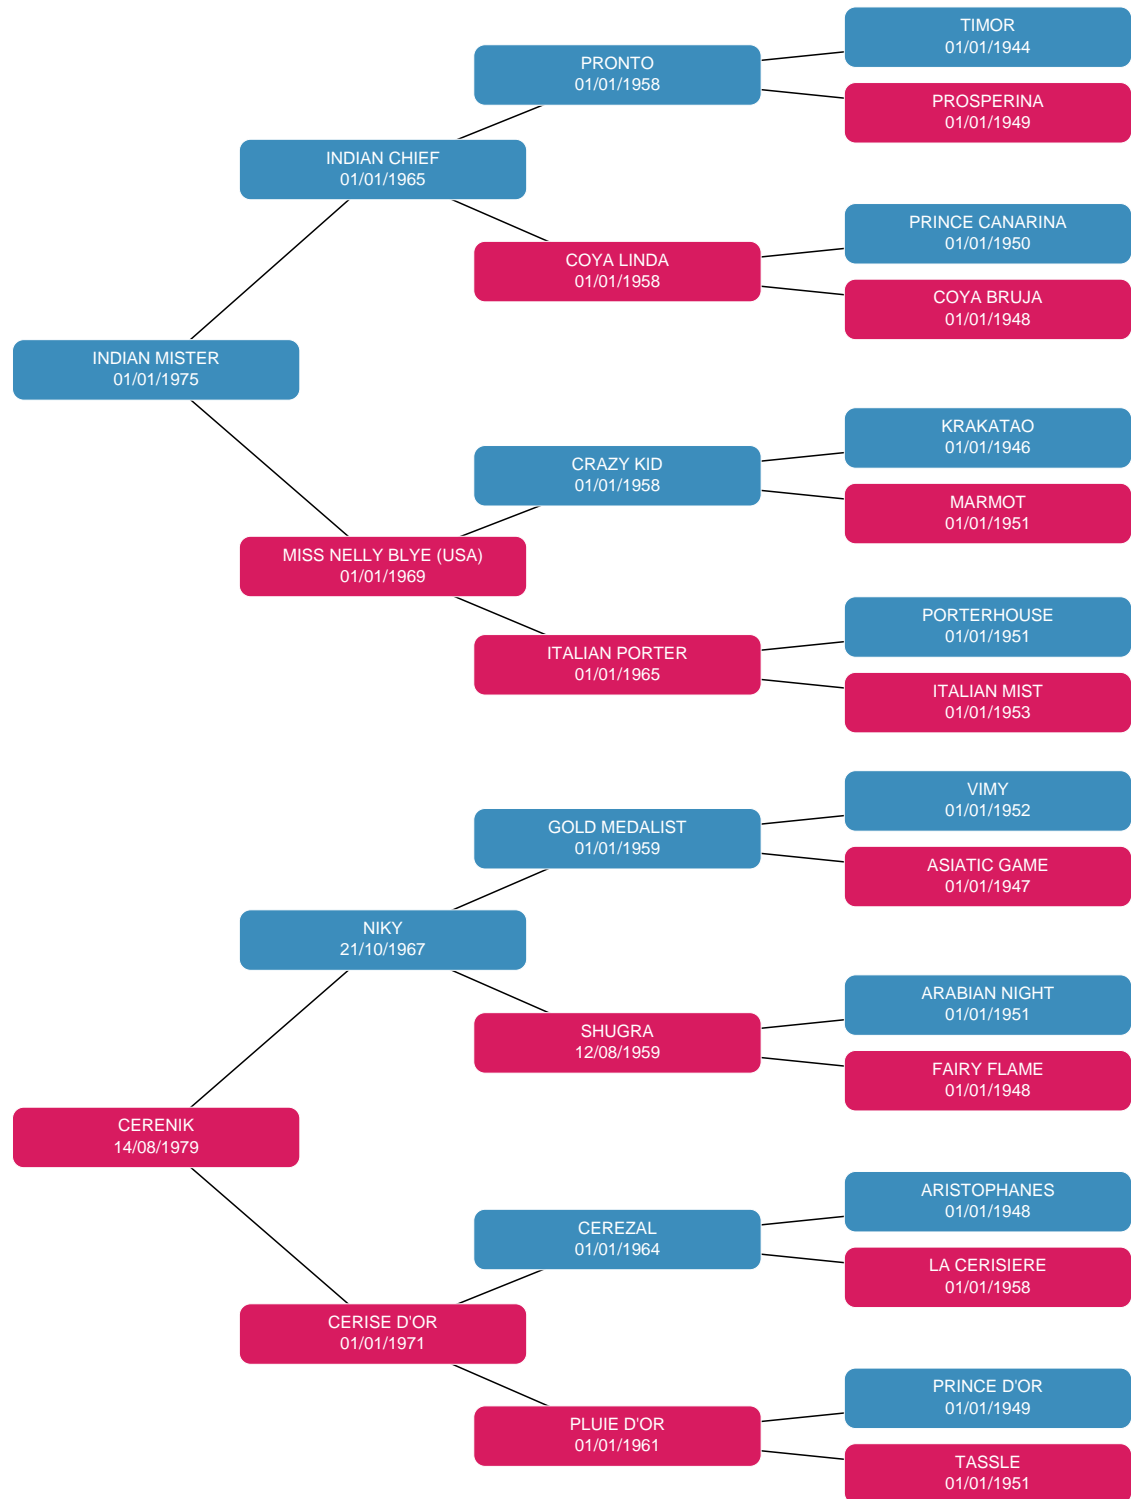 TIMOR
01/01/1944
PRONTO
01/01/1958
PROSPERINA
01/01/1949
INDIAN CHIEF
01/01/1965
PRINCE CANARINA
01/01/1950
COYA LINDA
01/01/1958
COYA BRUJA
01/01/1948
INDIAN MISTER
01/01/1975
KRAKATAO
01/01/1946
CRAZY KID
01/01/1958
MARMOT
01/01/1951
MISS NELLY BLYE (USA)
01/01/1969
PORTERHOUSE
01/01/1951
ITALIAN PORTER
01/01/1965
ITALIAN MIST
01/01/1953
VIMY
01/01/1952
GOLD MEDALIST
01/01/1959
ASIATIC GAME
01/01/1947
NIKY
21/10/1967
ARABIAN NIGHT
01/01/1951
SHUGRA
12/08/1959
FAIRY FLAME
01/01/1948
CERENIK
14/08/1979
ARISTOPHANES
01/01/1948
CEREZAL
01/01/1964
LA CERISIERE
01/01/1958
CERISE D'OR
01/01/1971
PRINCE D'OR
01/01/1949
PLUIE D'OR
01/01/1961
TASSLE
01/01/1951